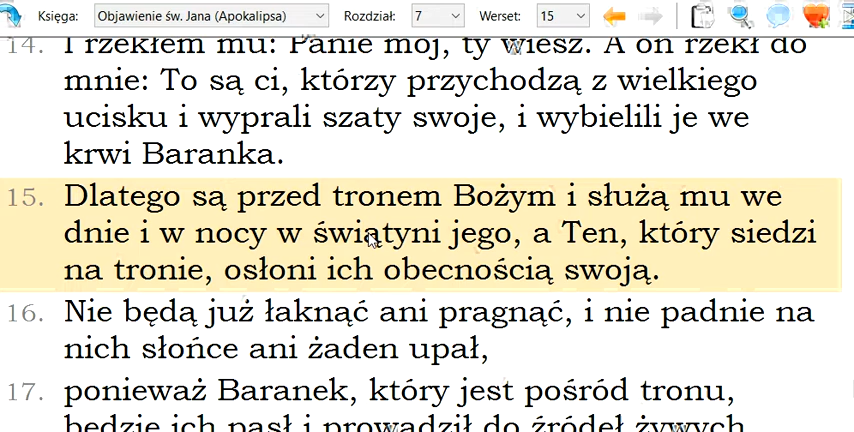 Księga: Objawienie św. Jana (Apokalipsa) Rozdział: 7 Werset: 15
14. I rzekłem mu: Panie mój, ty wiesz. A on rzekł do
mnie: To są ci, którzy przychodzą z wielkiego
ucisku i wyprali szaty swoje, i wybielili je we
krwi Baranka.
15. Dlatego są przed tronem Bożym i służą mu we
dnie i w nocy w świątyni jego, a Ten, który siedzi
na tronie, osłoni ich obecnością swoją.
16. Nie będą już łaknąć ani pragnąć, i nie padnie na
nich słońce ani żaden upał,
17. ponieważ Baranek, który jest pośród tronu,
będzie ich pasł i prowadził do źródeł żywych